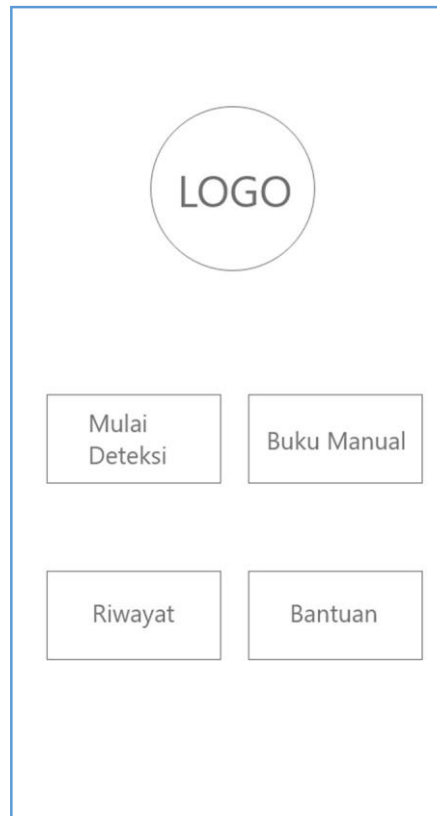 LOGO
Mulai
Deteksi
Buku Manual
Riwayat
Bantuan